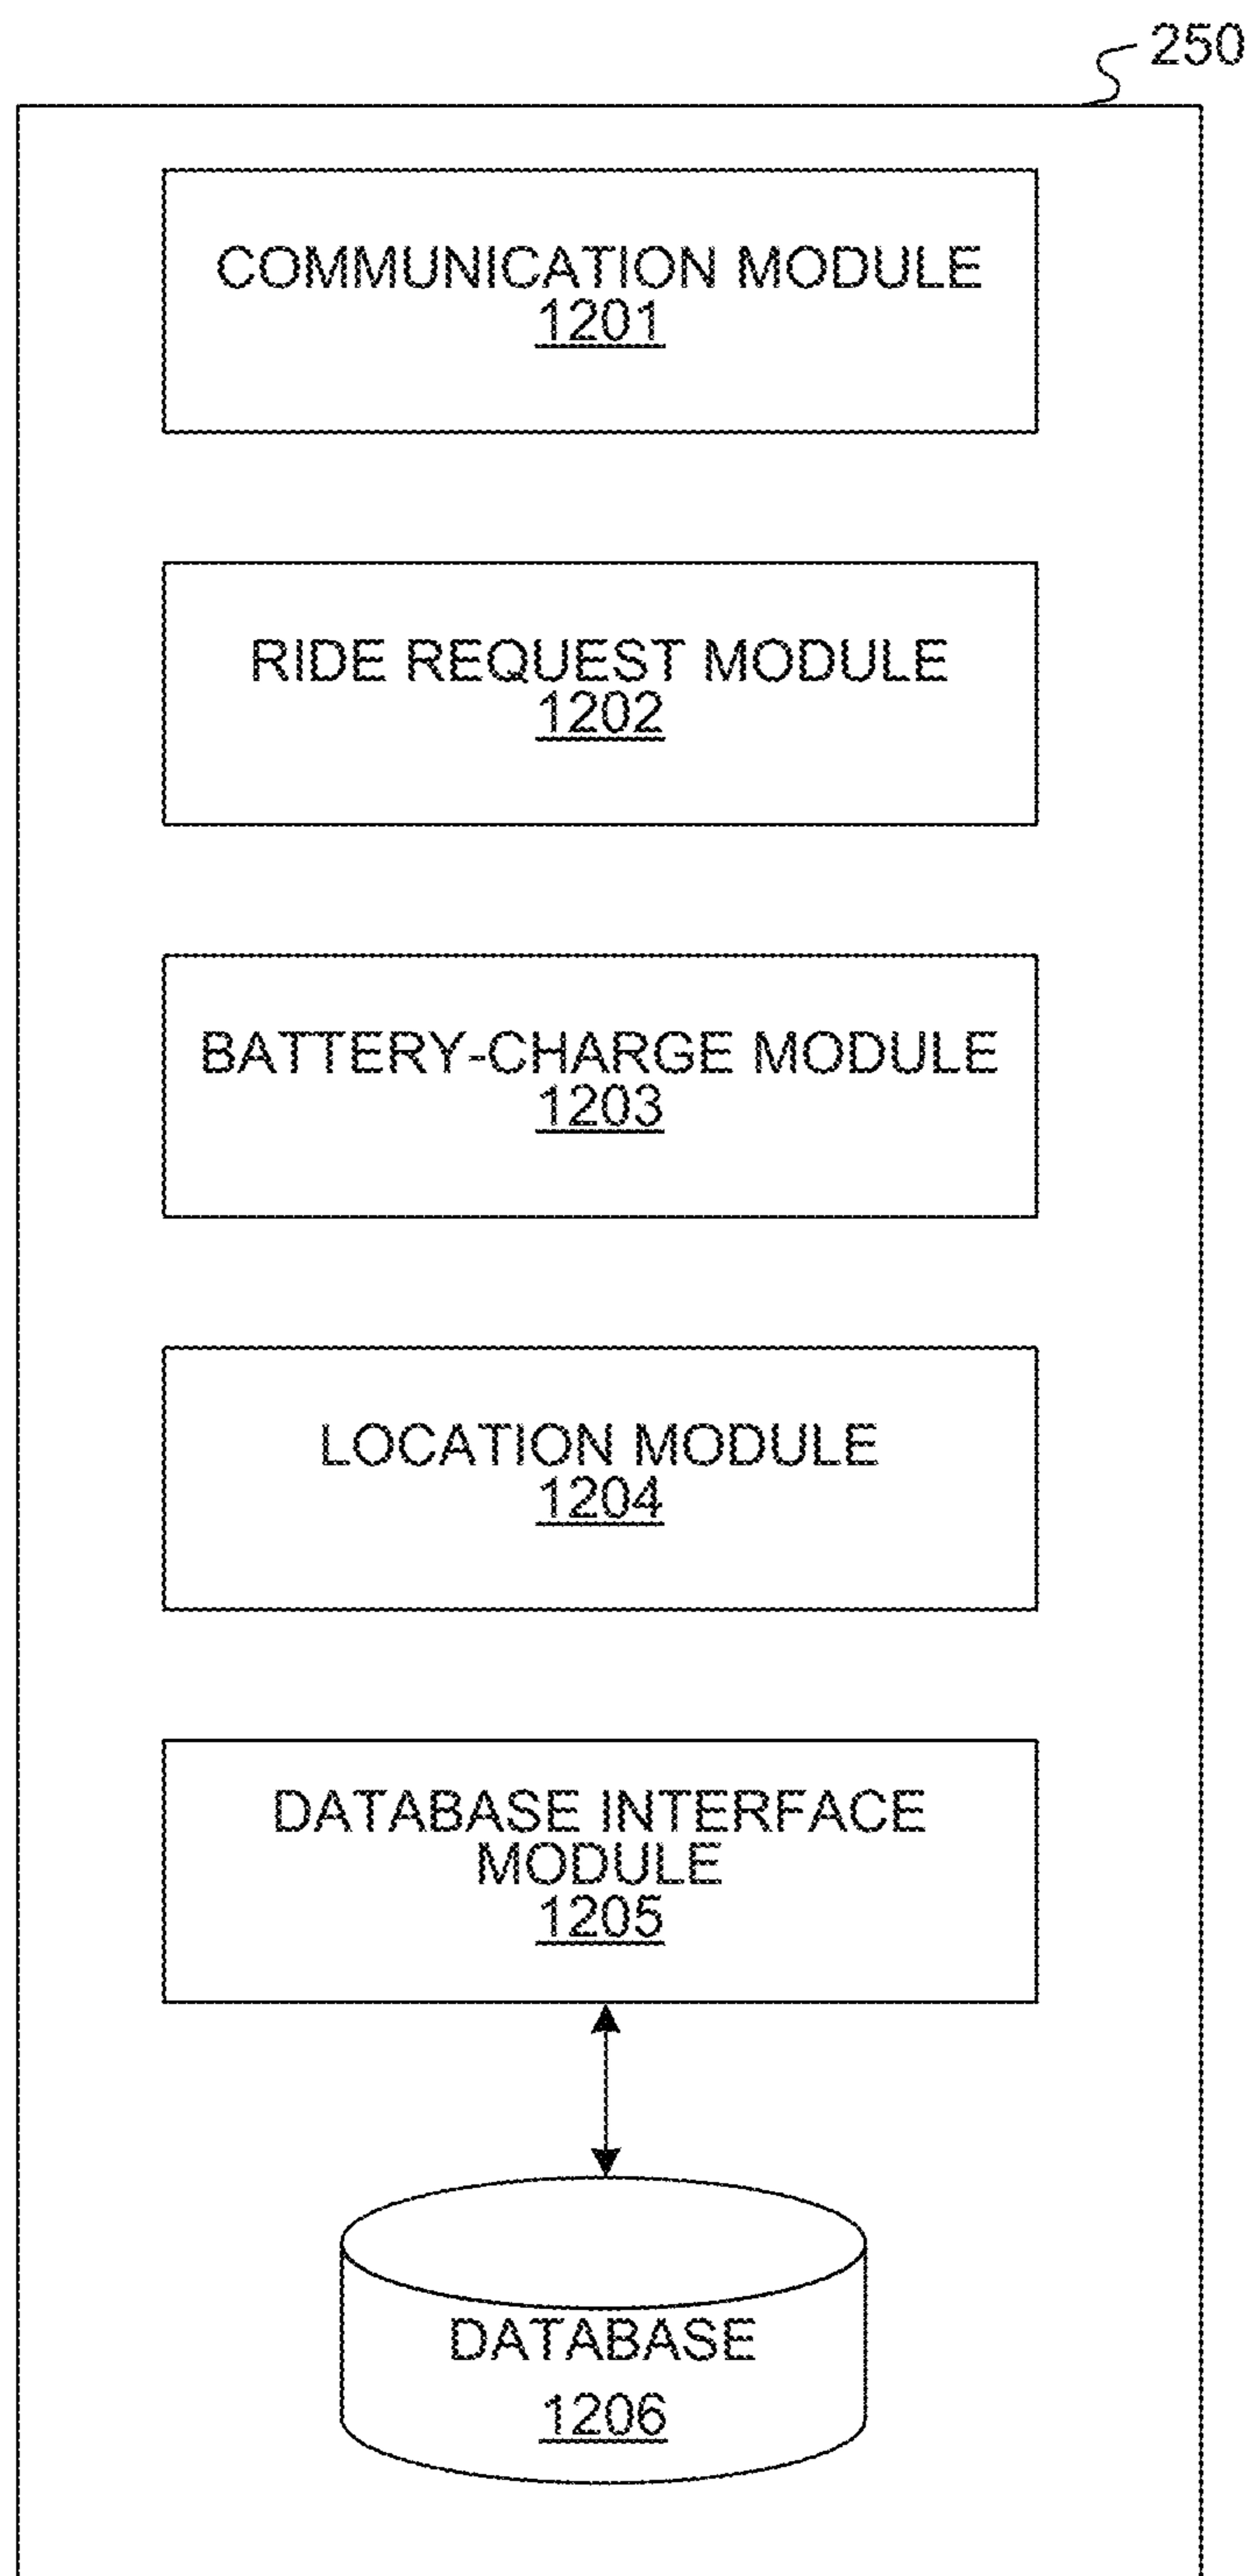 250
COMMUNICATION MODULE
1201
RIDE REQUEST MODULE
1202
BATTERY-CHARGE MODULE
1203
LOCATION MODULE
1204
DATABASE INTERFACE
MODULE
1205
DATABASE
1206